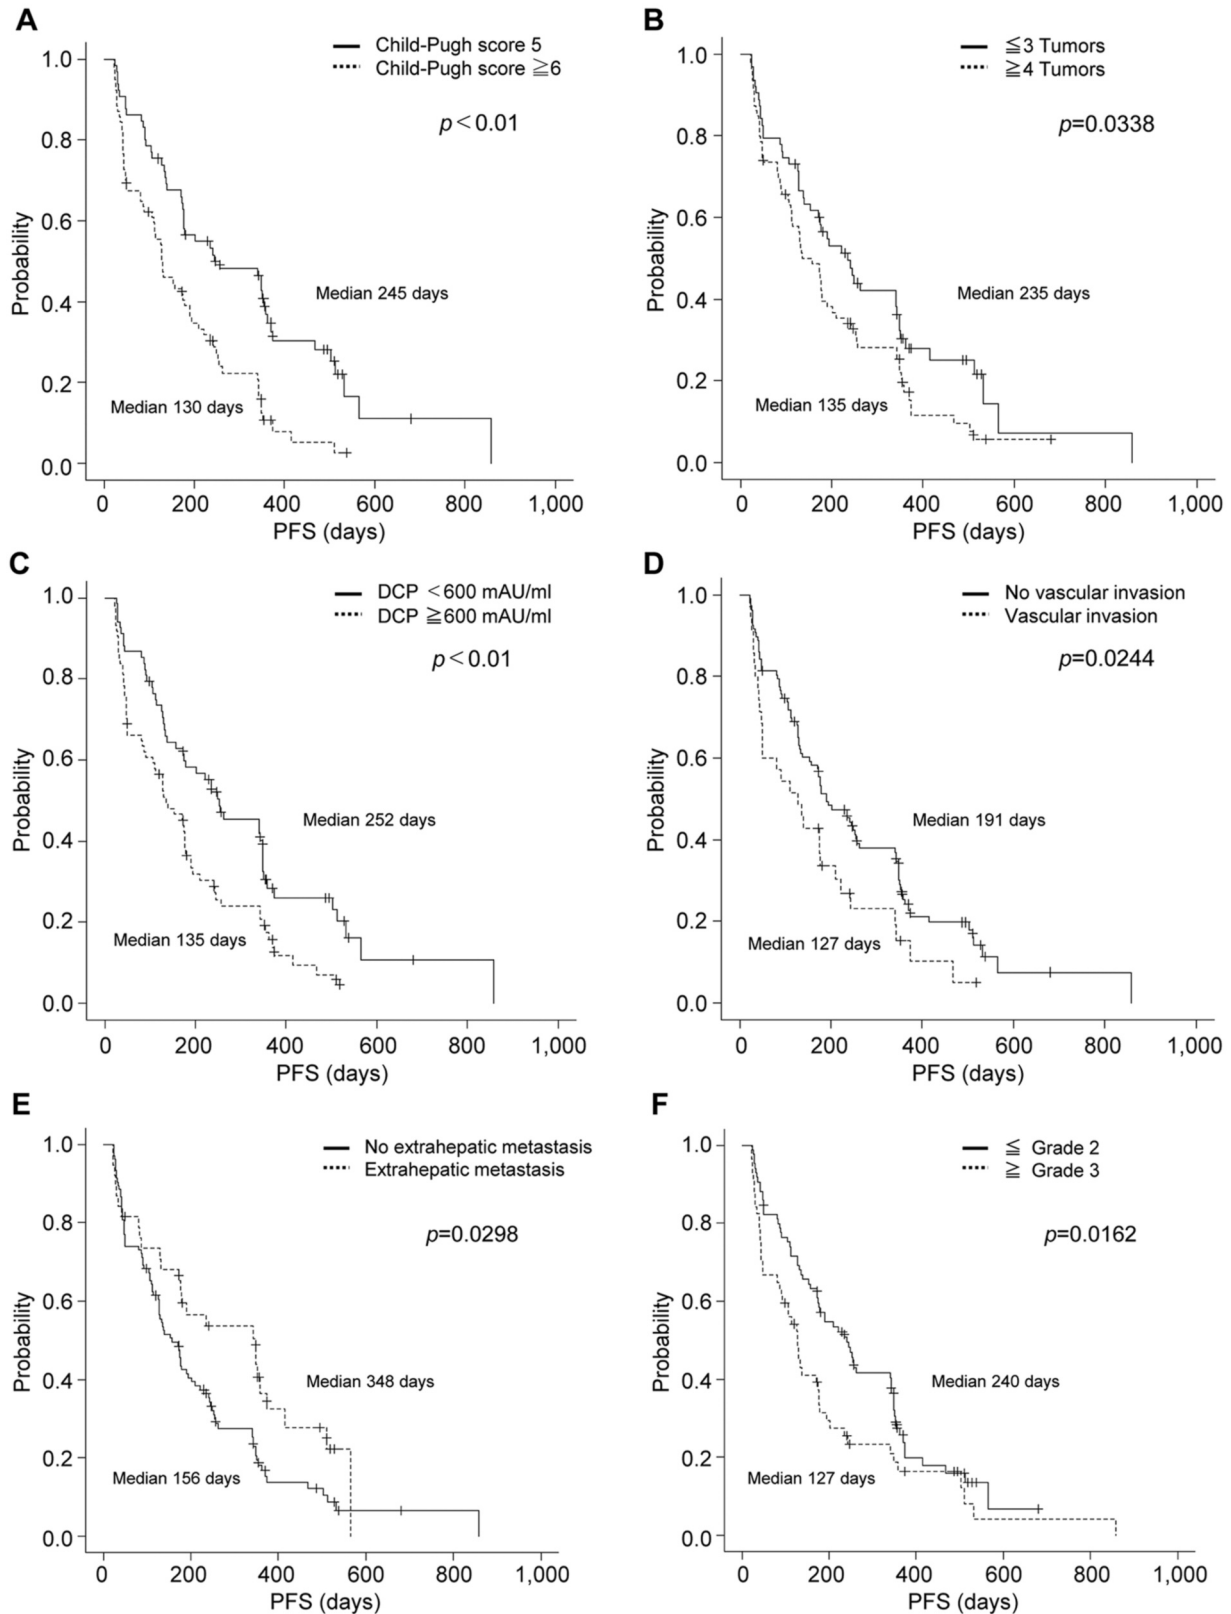 A
Child-Pugh score 5
Child-Pugh score ≧6
p<0.01
Probability
1.0
0.8
0.6
0.4
0.2
0.0
Median 245 days
Median 130 days
0 200 400 600 800 1,000
PFS (days)
B
≦3 Tumors
≧4 Tumors
p=0.0338
Probability
1.0
0.8
0.6
0.4
0.2
0.0
Median 235 days
Median 135 days
0 200 400 600 800 1,000
PFS (days)
C
DCP <600 mAU/ml
DCP ≧600 mAU/ml
p<0.01
Probability
1.0
0.8
0.6
0.4
0.2
0.0
Median 252 days
Median 135 days
0 200 400 600 800 1,000
PFS (days)
D
No vascular invasion
Vascular invasion
p=0.0244
Probability
1.0
0.8
0.6
0.4
0.2
0.0
Median 191 days
Median 127 days
0 200 400 600 800 1,000
PFS (days)
E
No extrahepatic metastasis
Extrahepatic metastasis
p=0.0298
Probability
1.0
0.8
0.6
0.4
0.2
0.0
Median 348 days
Median 156 days
0 200 400 600 800 1,000
PFS (days)
F
≦ Grade 2
≧ Grade 3
p=0.0162
Probability
1.0
0.8
0.6
0.4
0.2
0.0
Median 240 days
Median 127 days
0 200 400 600 800 1,000
PFS (days)